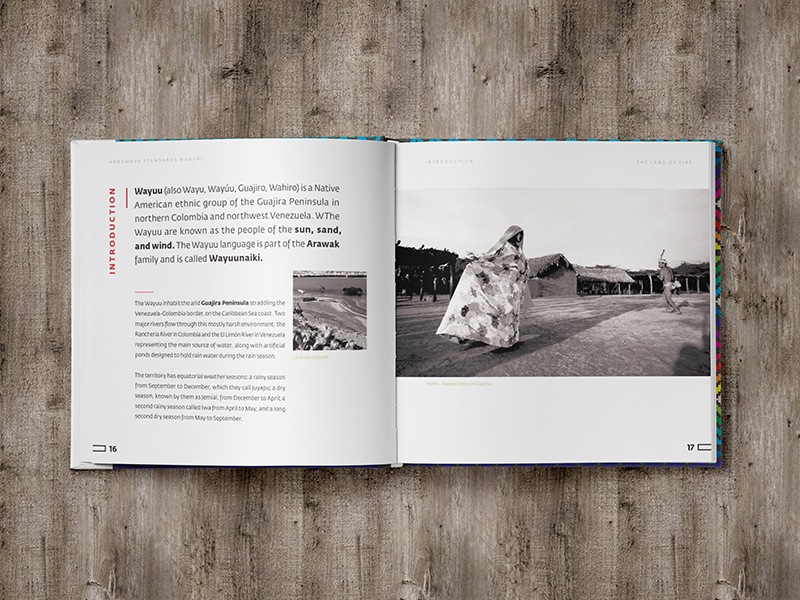 HANDMADE STANDARDS WAYUU
INTRODUCTION
Wayuu (also Wayu, Wayúu, Guajiro, Wahiro) is a Native
American ethnic group of the Guajira Peninsula in
northern Colombia and northwest Venezuela. WThe
Wayuu are known as the people of the sun, sand,
and wind. The Wayuu language is part of the Arawak
family and is called Wayuunaiki.
The Wayuu inhabit the arid Guajira Peninsula straddling the
Venezuela-Colombia border, on the Caribbean Sea coast. Two
major rivers flow through this mostly harsh environment: the
Rancheria River in Colombia and the El Limón River in Venezuela
representing the main source of water, along with artificial
ponds designed to hold rain water during the rain season.
La Guajira
The territory has equatorial weather seasons: a rainy season
from September to December, which they call Juyapu; a dry
season, known by them as Jemial, from December to April; a
second rainy season called Iwa from April to May; and a long
second dry season from May to September.
16
INTRODUCTION
THE LAND OF FIRE
17